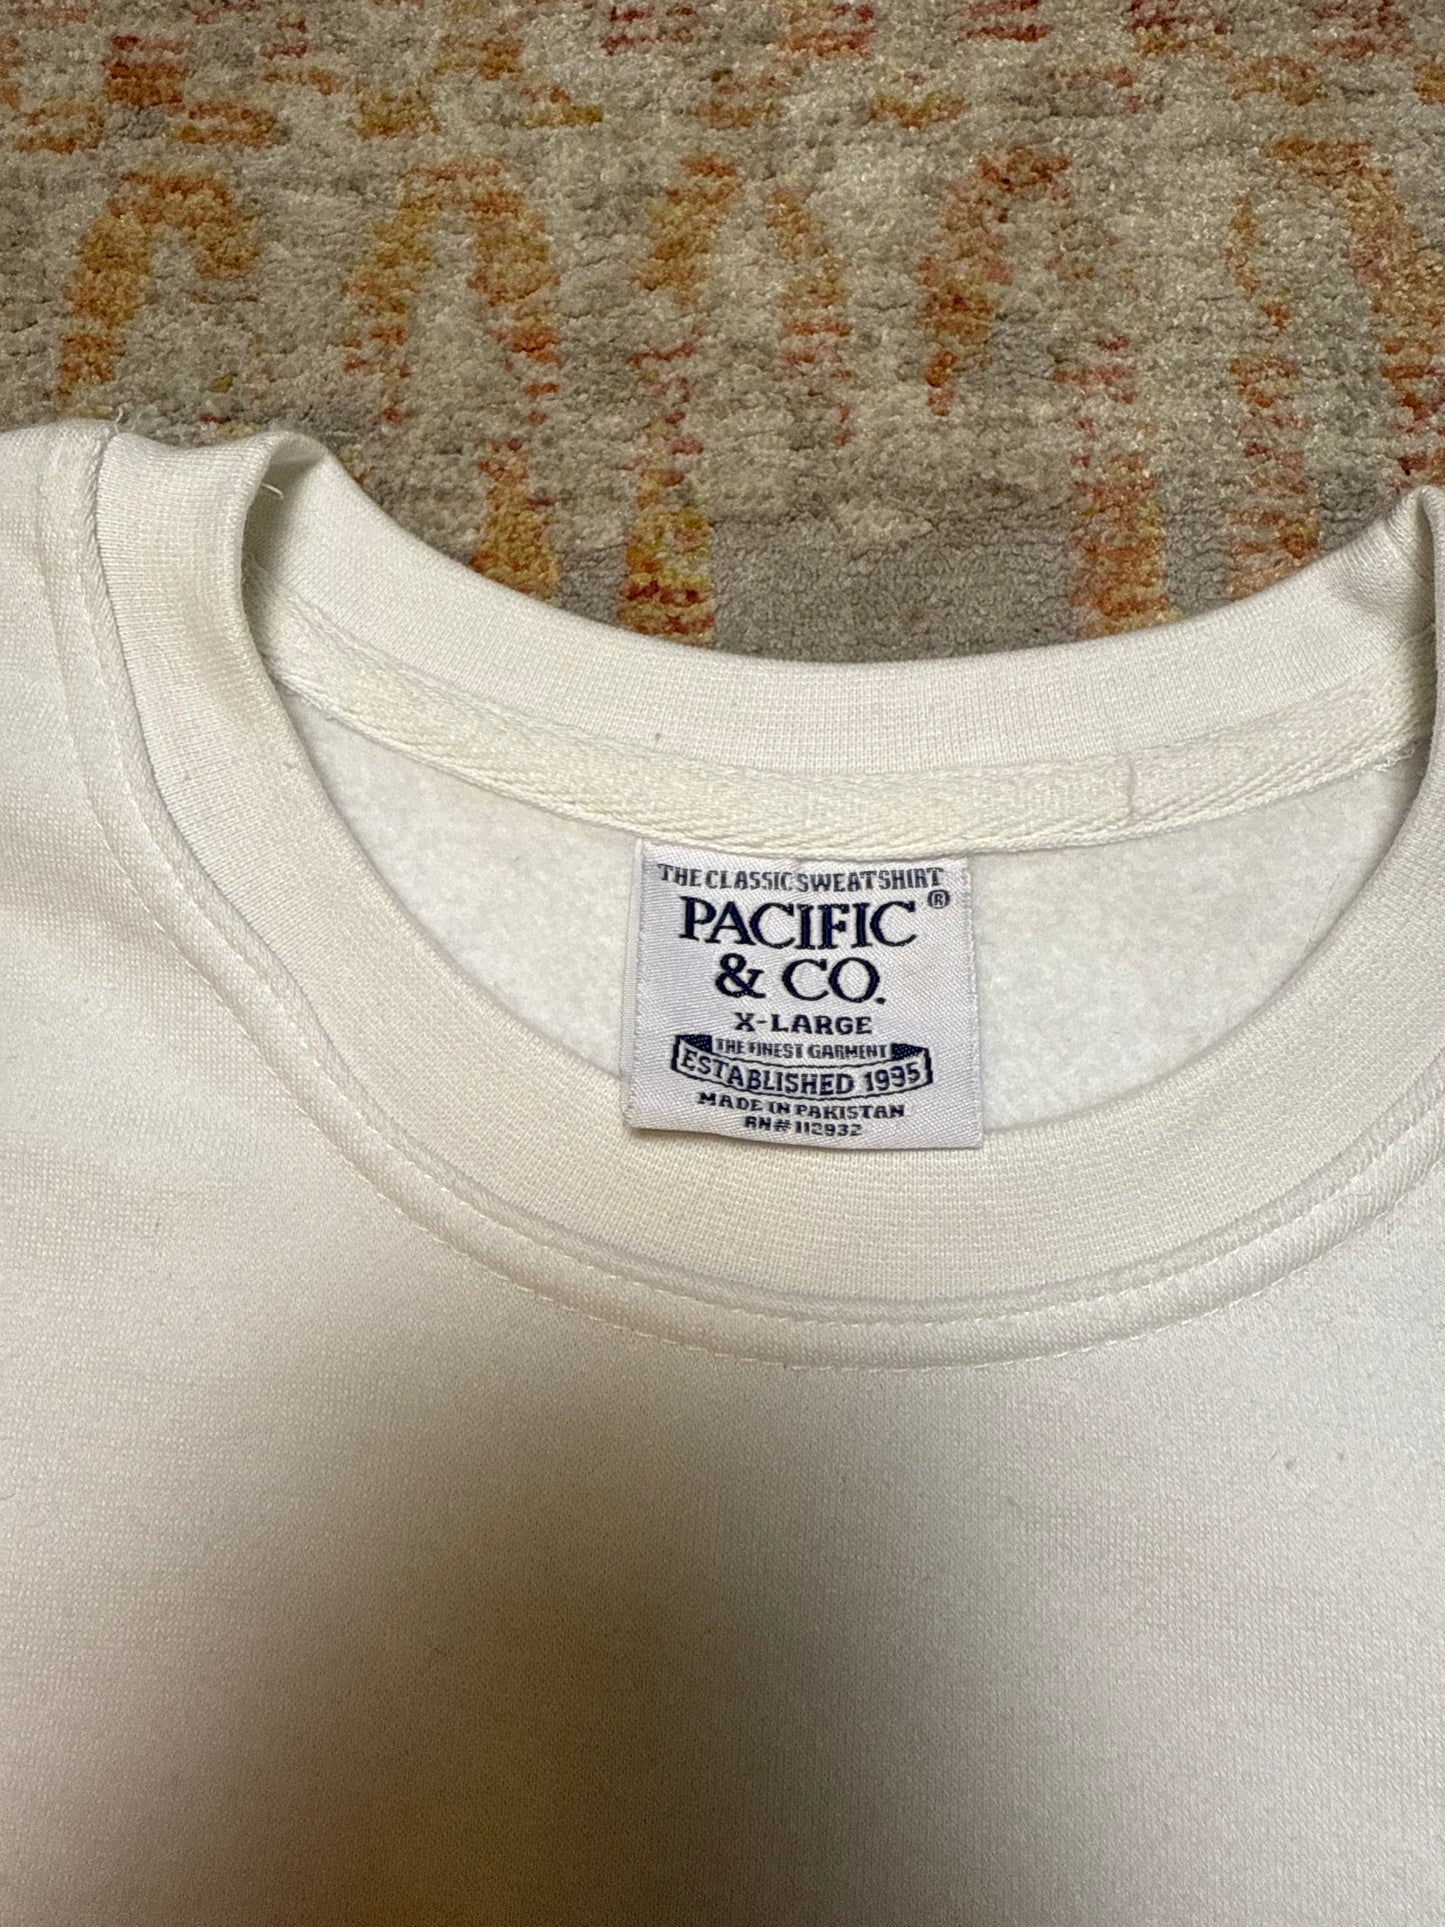 THE CLASSIC SWEATSHIRT
PACIFIC ®
& CO.
X-LARGE
THE FINEST GARMENT
ESTABLISHED 1995
MADE IN PAKISTAN
RN# 112932